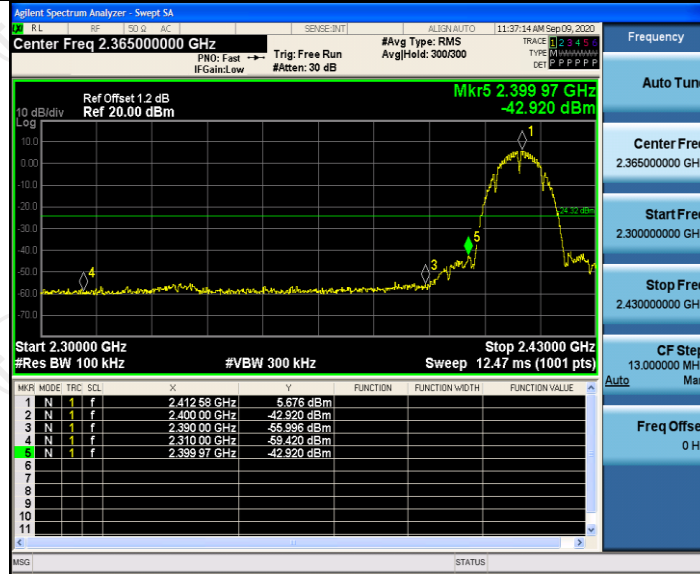 Agilent Spectrum Analyzer - Swept SA
RL RF 50 Ω AC SENSE:INT ALIGN AUTO 11:37:14 AM Sep 09, 2020
Center Freq 2.365000000 GHz #Avg Type: RMS TRACE 1 2 3 4 5 6
PNO: Fast Trig: Free Run Avg|Hold: 300/300 TYPE M
IFGain:Low #Atten: 30 dB DET P P P P P P
Mkr5 2.399 97 GHz
-42.920 dBm
Ref Offset 1.2 dB
10 dB/div Ref 20.00 dBm
Log
10.0
0.00
-10.0
-20.0
-30.0
-40.0
-50.0
-60.0
-70.0
1
-24.32 dBm
5
3
4
Start 2.30000 GHz Stop 2.43000 GHz
#Res BW 100 kHz #VBW 300 kHz Sweep 12.47 ms (1001 pts)
MKR MODE TRC SCL X Y FUNCTION FUNCTION WIDTH FUNCTION VALUE
1 N 1 f 2.412 58 GHz 5.676 dBm
2 N 1 f 2.400 00 GHz -42.920 dBm
3 N 1 f 2.390 00 GHz -55.996 dBm
4 N 1 f 2.310 00 GHz -59.420 dBm
5 N 1 f 2.399 97 GHz -42.920 dBm
6
7
8
9
10
11
MSG STATUS
Frequency
Auto Tun
Center Fre
2.365000000 GH
Start Fre
2.300000000 GH
Stop Fre
2.430000000 GH
CF Ste
13.000000 MH
Auto Ma
Freq Offse
0 H